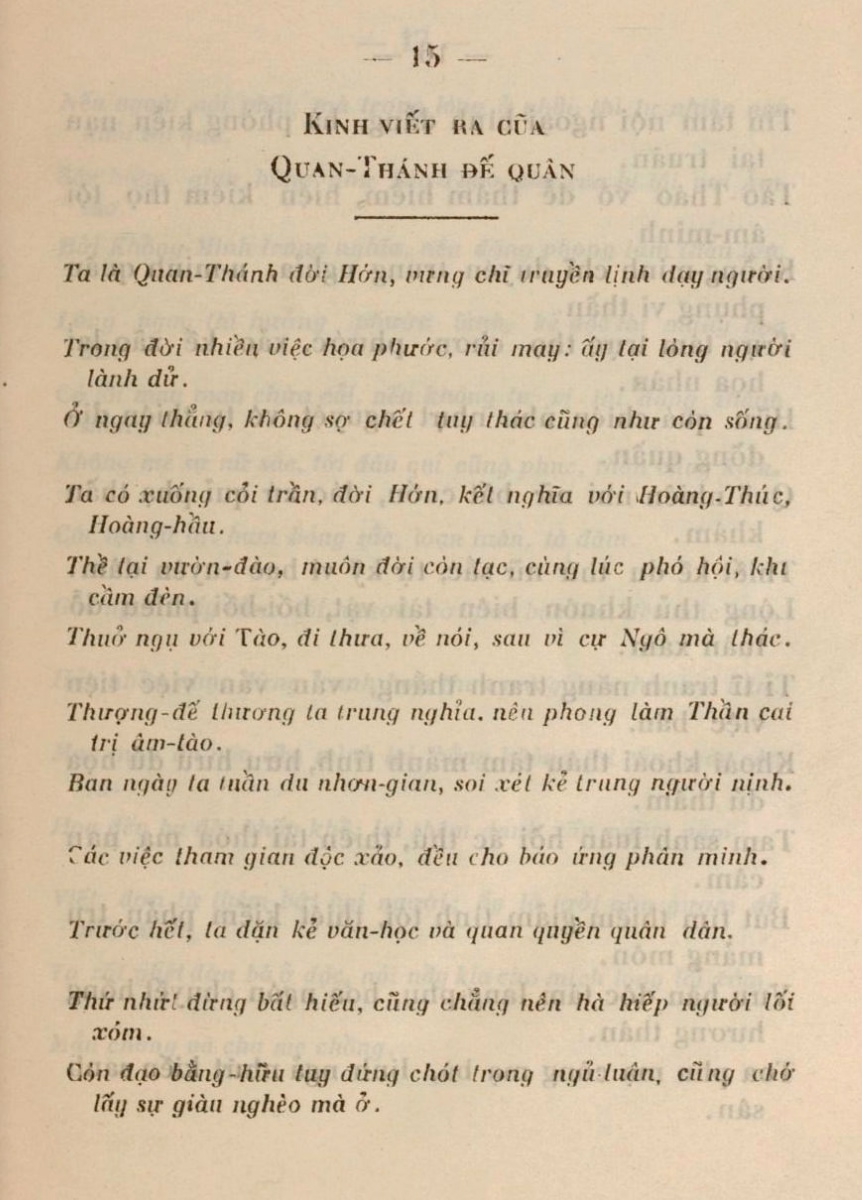 — 15 —
KINH VIẾT RA CŨA
QUAN-THÁNH ĐẾ QUÂN
Ta là Quan-Thánh đời Hớn, vưng chĩ truyền lịnh dạy người.
Trong đời nhiều việc họa phước, rủi may: ấy tại lòng người
lành dử.
Ở ngay thẳng, không sợ chết tuy thác cũng như còn sống.
Ta có xuống cỏi trần, đời Hớn, kết nghĩa với Hoàng-Thúc,
Hoàng-hầu.
Thề tại vườn-đào, muôn đời còn tạc, cùng lúc phó hội, khi
cầm đèn.
Thuở ngụ với Tào, đi thưa, về nói, sau vì cự Ngô mà thác.
Thượng-đế thương ta trung nghỉa. nên phong làm Thần cai
trị âm-tào.
Ban ngày ta tuần du nhơn-gian, soi xét kẻ trung người nịnh.
Các việc tham gian độc xảo, đều cho báo ứng phân minh.
Trước hết, ta dặn kẻ văn-học và quan quyền quân dân.
Thứ nhứt đừng bất hiếu, cũng chẳng nên hà hiếp người lối
xóm.
Còn đạo bằng-hữu tuy đứng chót trong ngủ-luân, cũng chớ
lấy sự giàu nghèo mà ở.